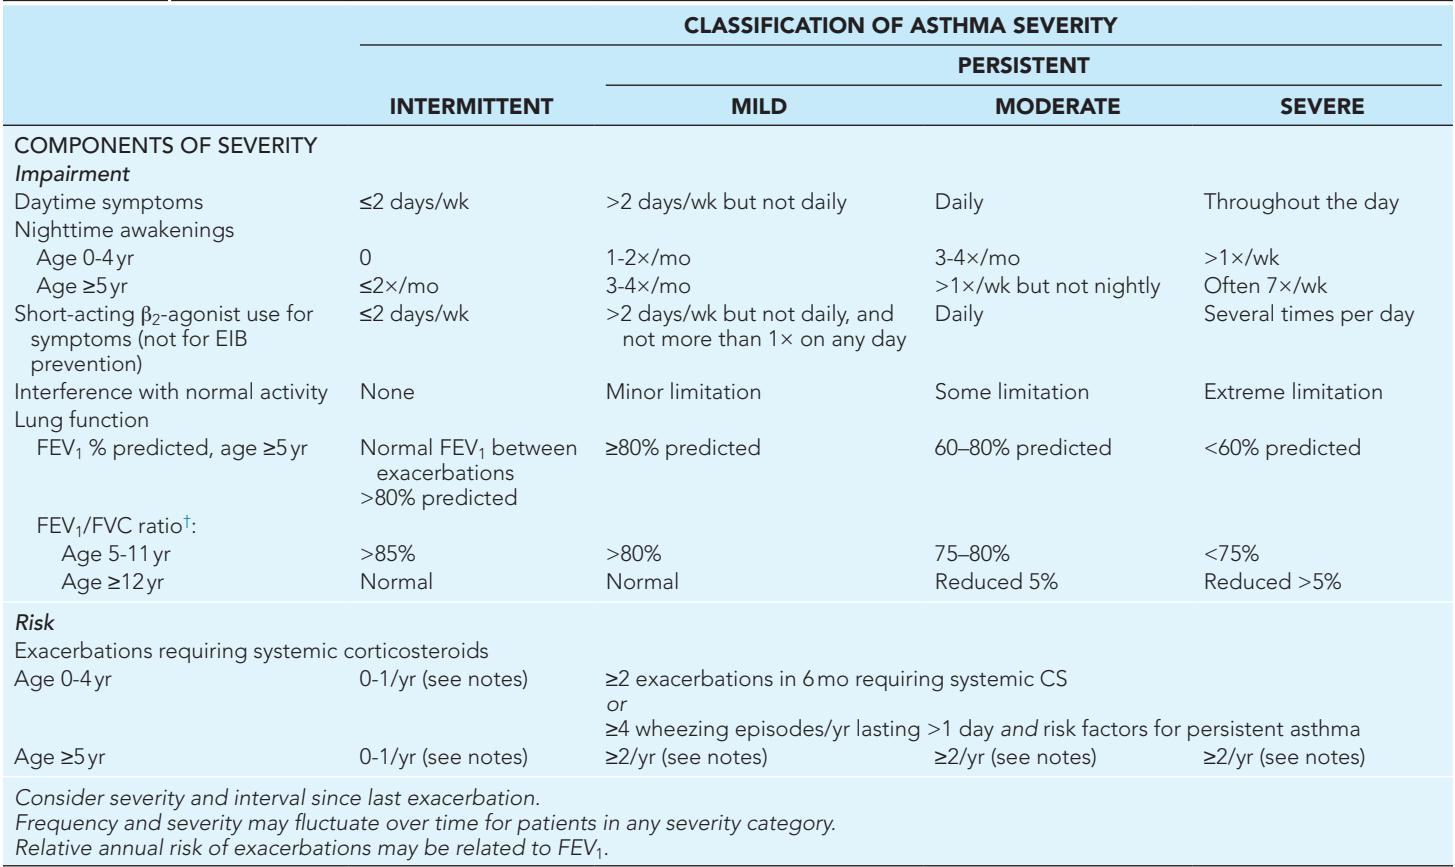 CLASSIFICATION OF ASTHMA SEVERITY
PERSISTENT
INTERMITTENT MILD MODERATE SEVERE
COMPONENTS OF SEVERITY
Impairment
Daytime symptoms ≤2 days/wk >2 days/wk but not daily Daily Throughout the day
Nighttime awakenings
Age 0-4 yr 0 1-2×/mo 3-4×/mo >1×/wk
Age ≥5 yr ≤2×/mo 3-4×/mo >1×/wk but not nightly Often 7×/wk
Short-acting β₂-agonist use for ≤2 days/wk >2 days/wk but not daily, and Daily Several times per day
symptoms (not for EIB not more than 1× on any day
prevention)
Interference with normal activity None Minor limitation Some limitation Extreme limitation
Lung function
FEV₁ % predicted, age ≥5 yr Normal FEV₁ between ≥80% predicted 60–80% predicted <60% predicted
exacerbations
>80% predicted
FEV₁/FVC ratio†:
Age 5-11 yr >85% >80% 75–80% <75%
Age ≥12 yr Normal Normal Reduced 5% Reduced >5%
Risk
Exacerbations requiring systemic corticosteroids
Age 0-4 yr 0-1/yr (see notes) ≥2 exacerbations in 6 mo requiring systemic CS
or
≥4 wheezing episodes/yr lasting >1 day and risk factors for persistent asthma
Age ≥5 yr 0-1/yr (see notes) ≥2/yr (see notes) ≥2/yr (see notes) ≥2/yr (see notes)
Consider severity and interval since last exacerbation.
Frequency and severity may fluctuate over time for patients in any severity category.
Relative annual risk of exacerbations may be related to FEV₁.